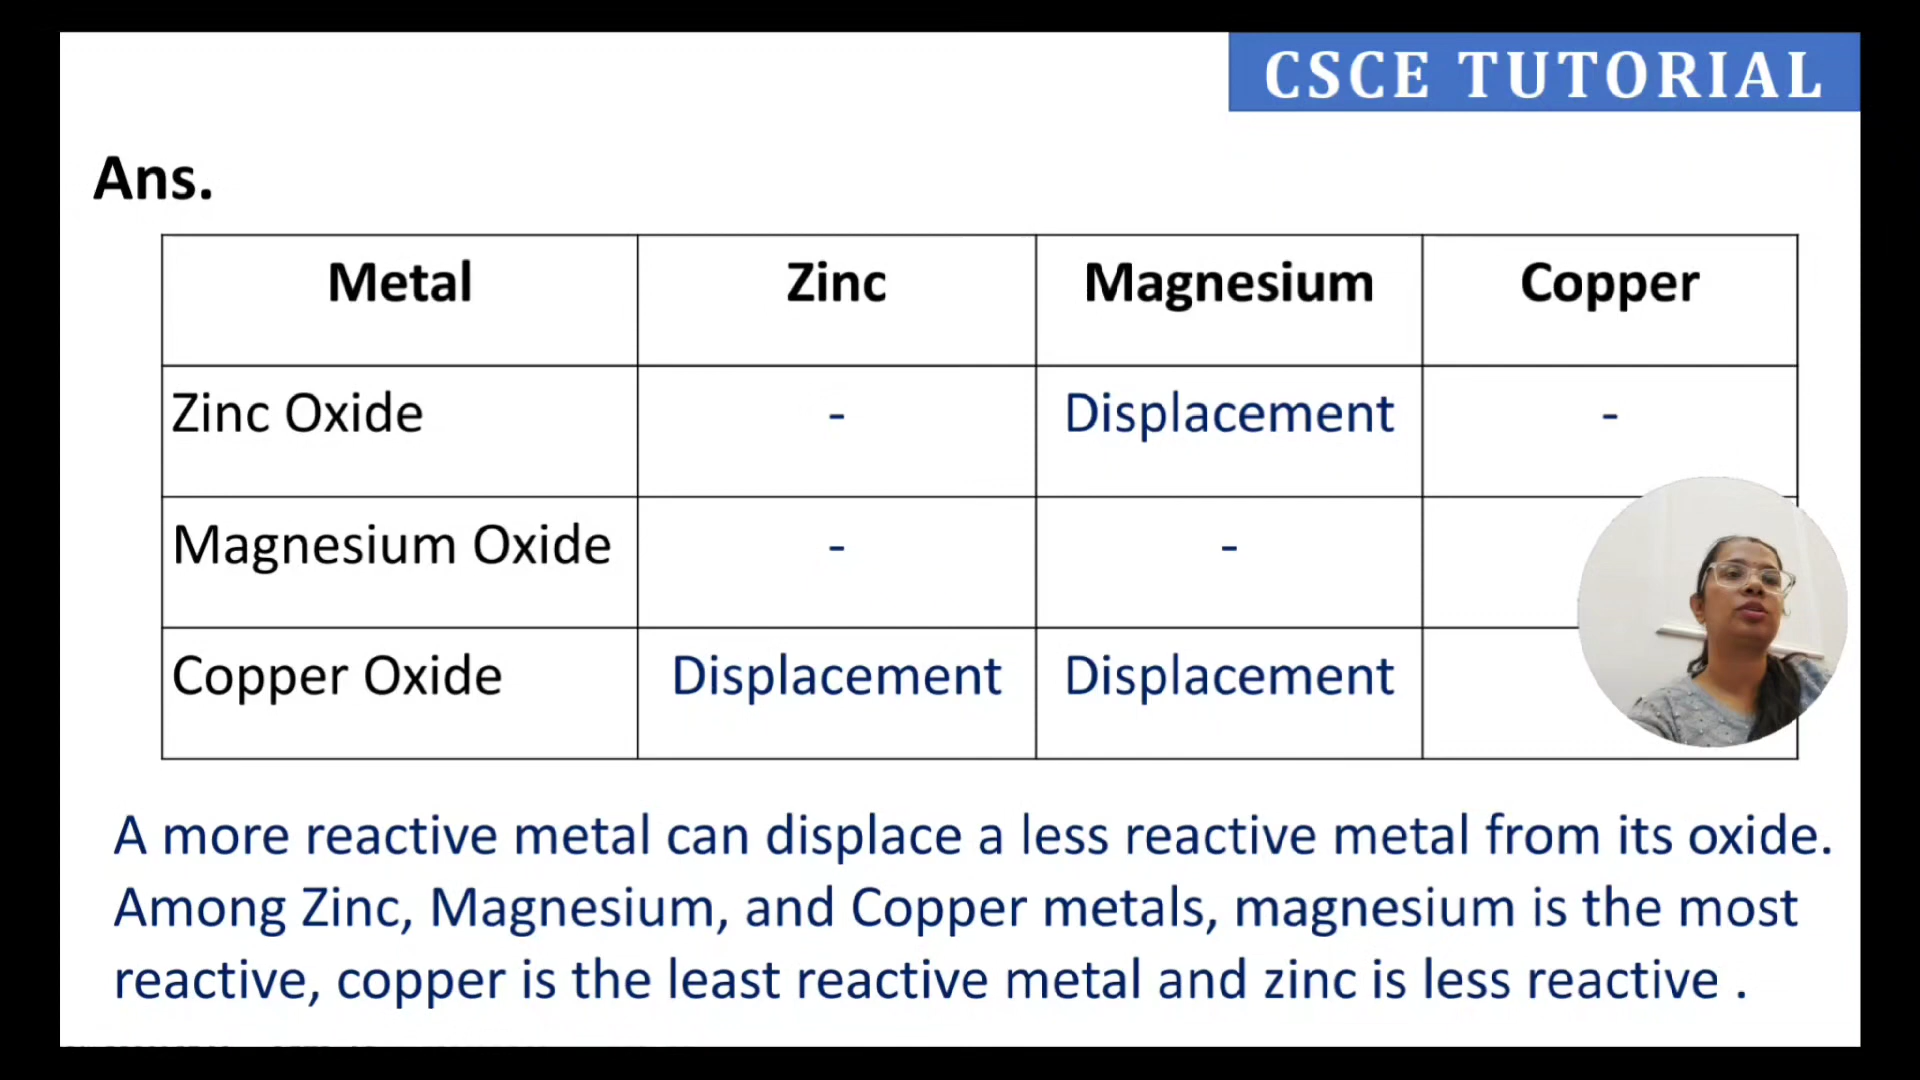 CSCE TUTORIAL
Ans.
Metal Zinc Magnesium Copper
Zinc Oxide - Displacement -
Magnesium Oxide - -
Copper Oxide Displacement Displacement
A more reactive metal can displace a less reactive metal from its oxide.
Among Zinc, Magnesium, and Copper metals, magnesium is the most
reactive, copper is the least reactive metal and zinc is less reactive .